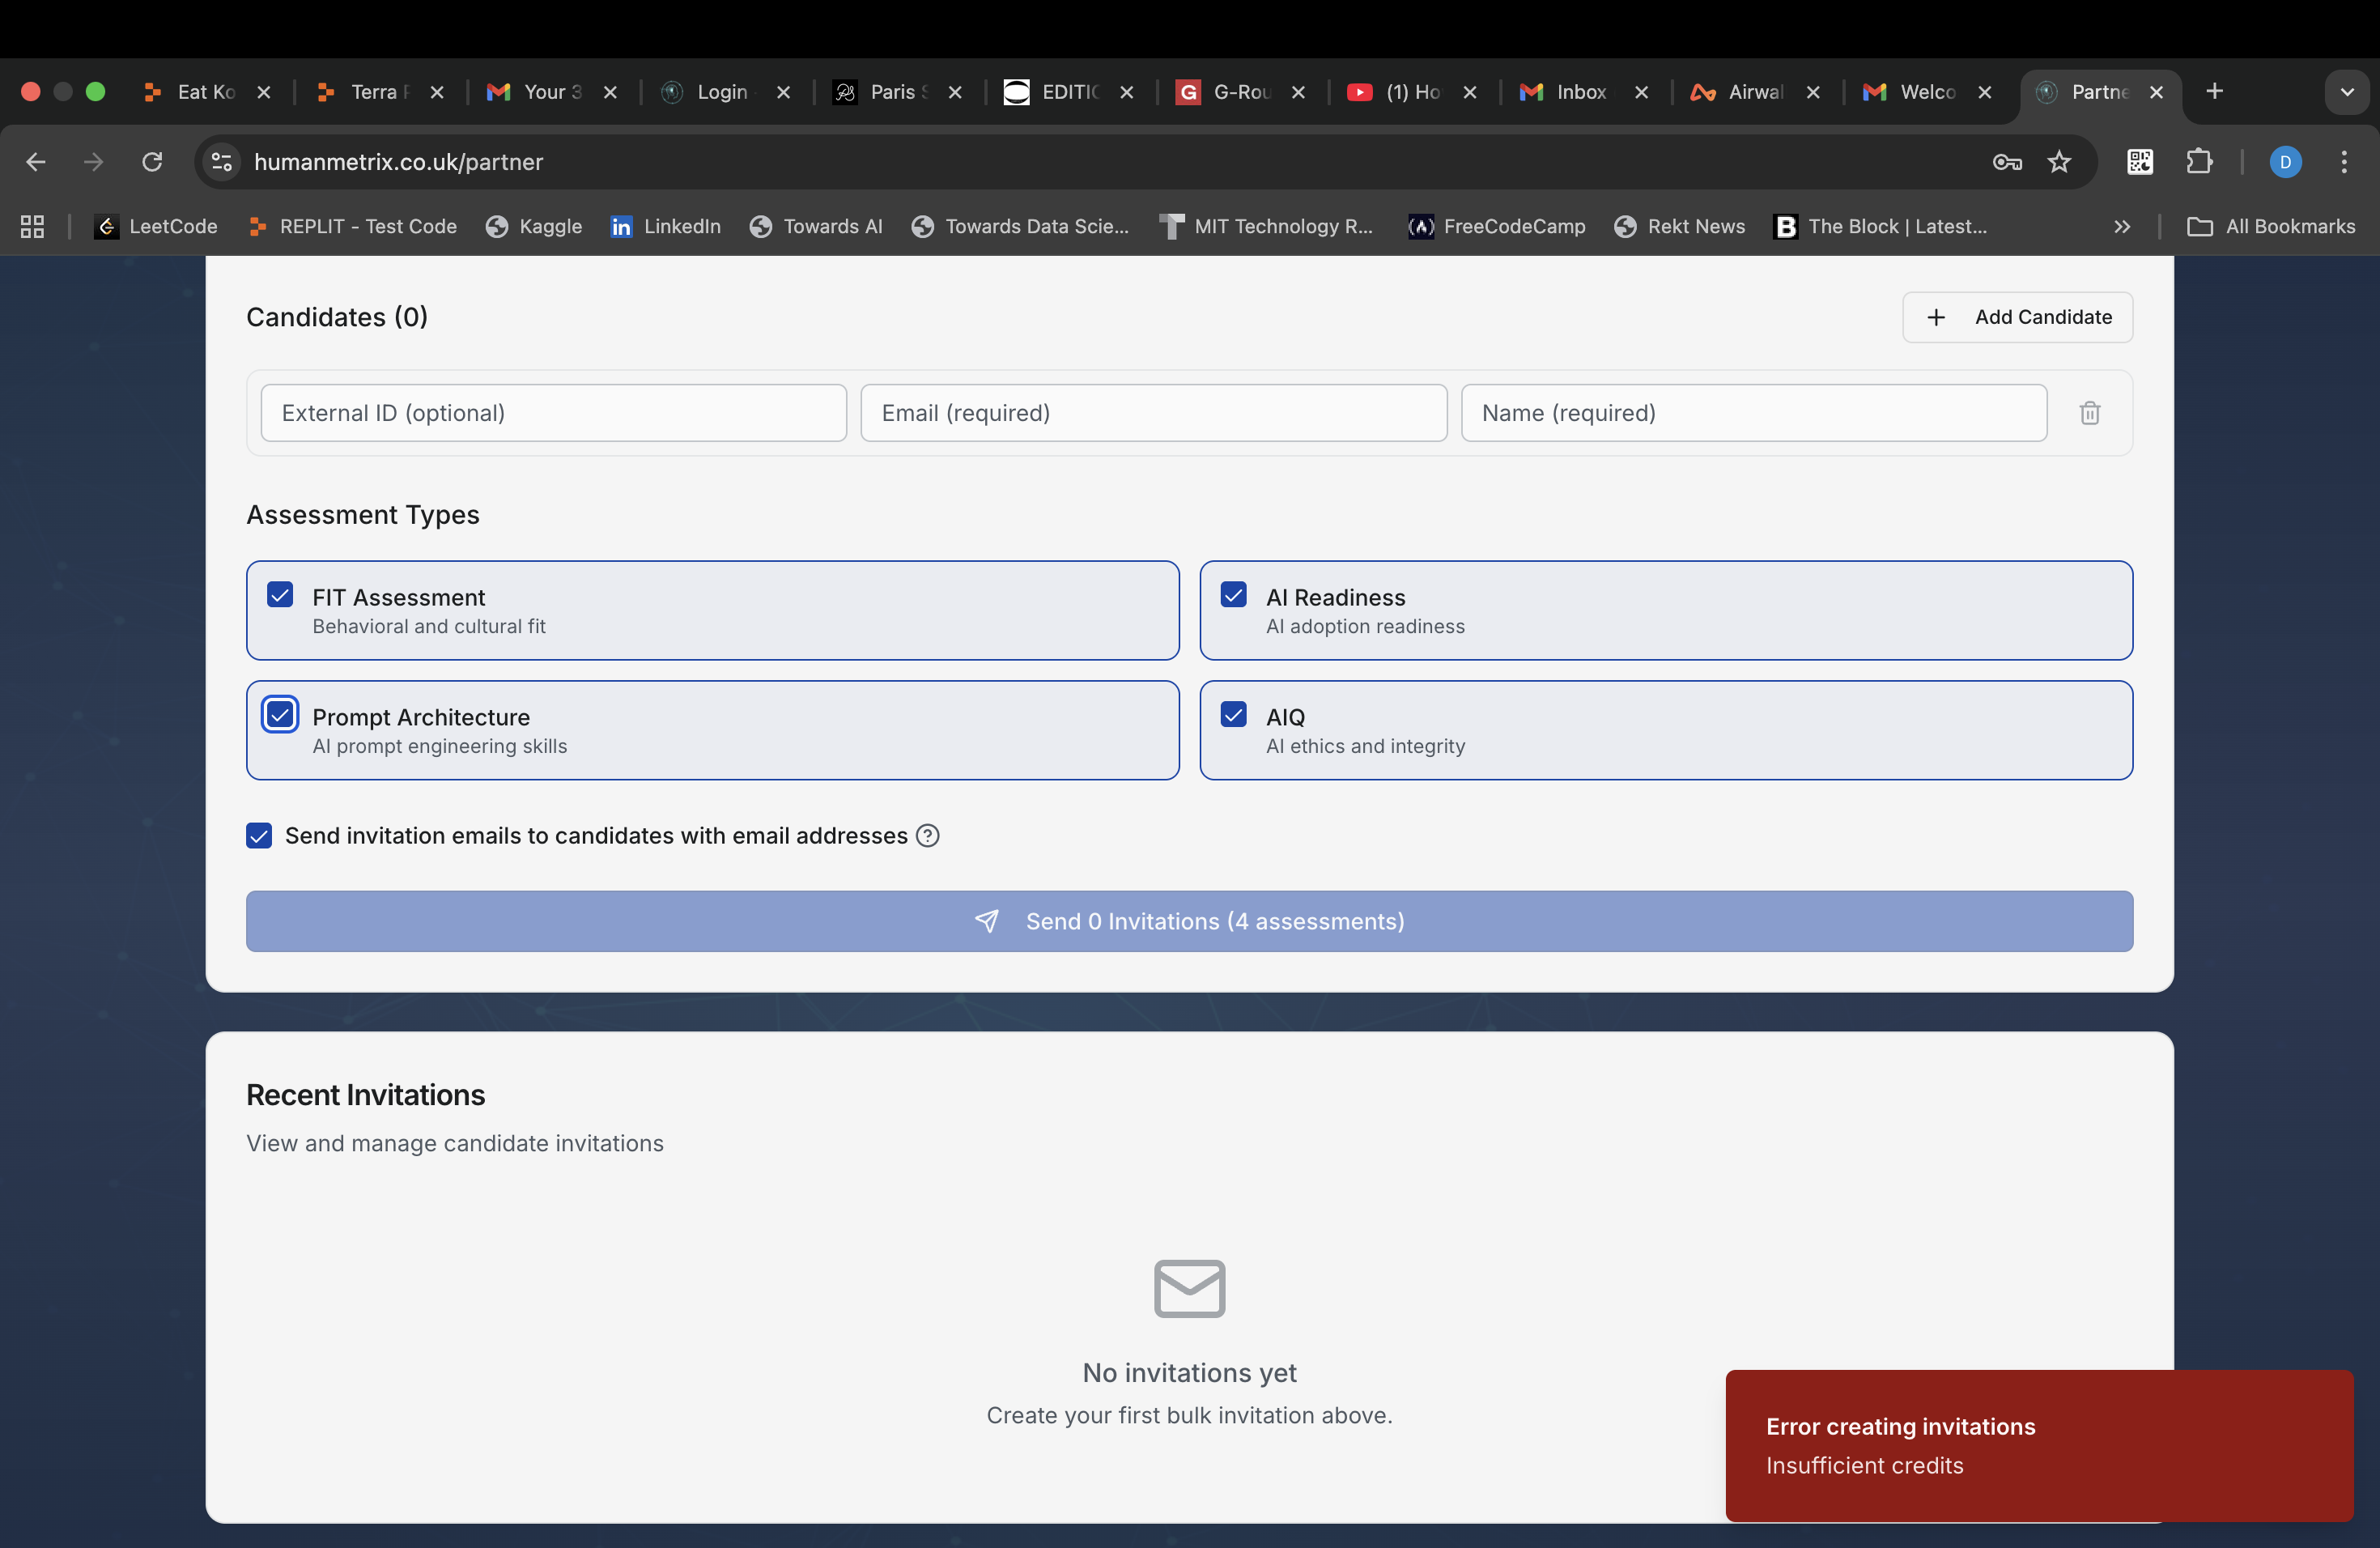 Eat Ko
Terra
Your 3
Login
Paris
EDITIO
G-Rou
(1) Ho
Inbox
Airwal
Welco
Partne
humanmetrix.co.uk/partner
D
LeetCode
REPLIT - Test Code
Kaggle
LinkedIn
Towards AI
Towards Data Scie...
MIT Technology R...
FreeCodeCamp
Rekt News
The Block | Latest...
All Bookmarks
Candidates (0)
Add Candidate
External ID (optional)
Email (required)
Name (required)
Assessment Types
FIT Assessment
Behavioral and cultural fit
AI Readiness
AI adoption readiness
Prompt Architecture
AI prompt engineering skills
AIQ
AI ethics and integrity
Send invitation emails to candidates with email addresses
Send 0 Invitations (4 assessments)
Recent Invitations
View and manage candidate invitations
No invitations yet
Create your first bulk invitation above.
Error creating invitations
Insufficient credits